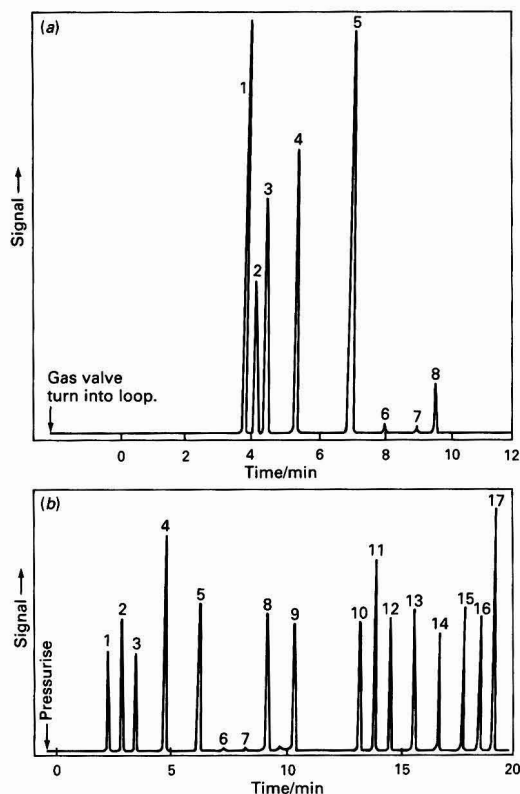 (a)
5
1
4
3
2
8
6
7
Signal →
Gas valve
turn into loop.
0 2 4 6 8 10 12
Time/min
(b)
17
4
11
2
5
8
9
10
12
13
15
16
14
1
3
6
7
Signal →
Pressurise
0 5 10 15 20
Time/min